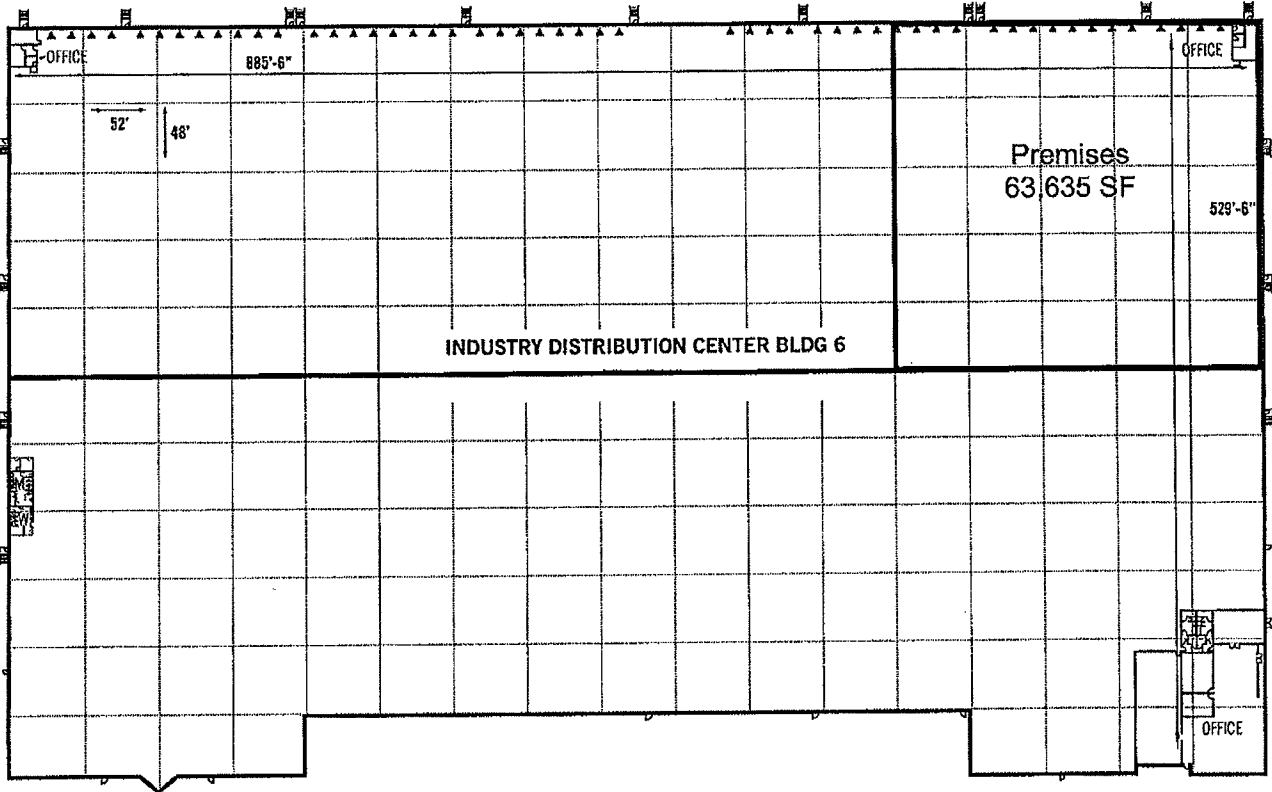 OFFICE
885'-6"
OFFICE
52'
48'
Premises
63,635 SF
529'-6"
INDUSTRY DISTRIBUTION CENTER BLDG 6
M
W
OFFICE